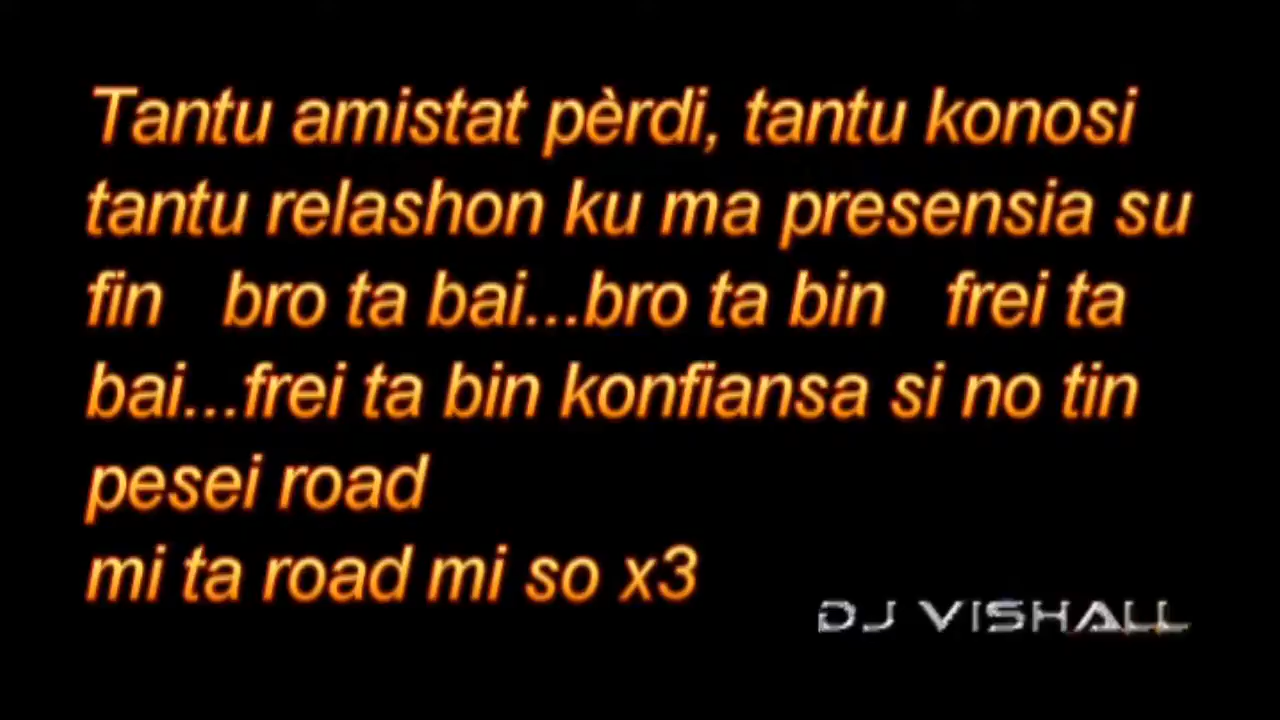 Tantu amistat pèrdi, tantu konosi
tantu relashon ku ma presensia su
fin bro ta bai...bro ta bin frei ta
bai...frei ta bin konfiansa si no tin
pesei road
mi ta road mi so x3
DJ VISHALL